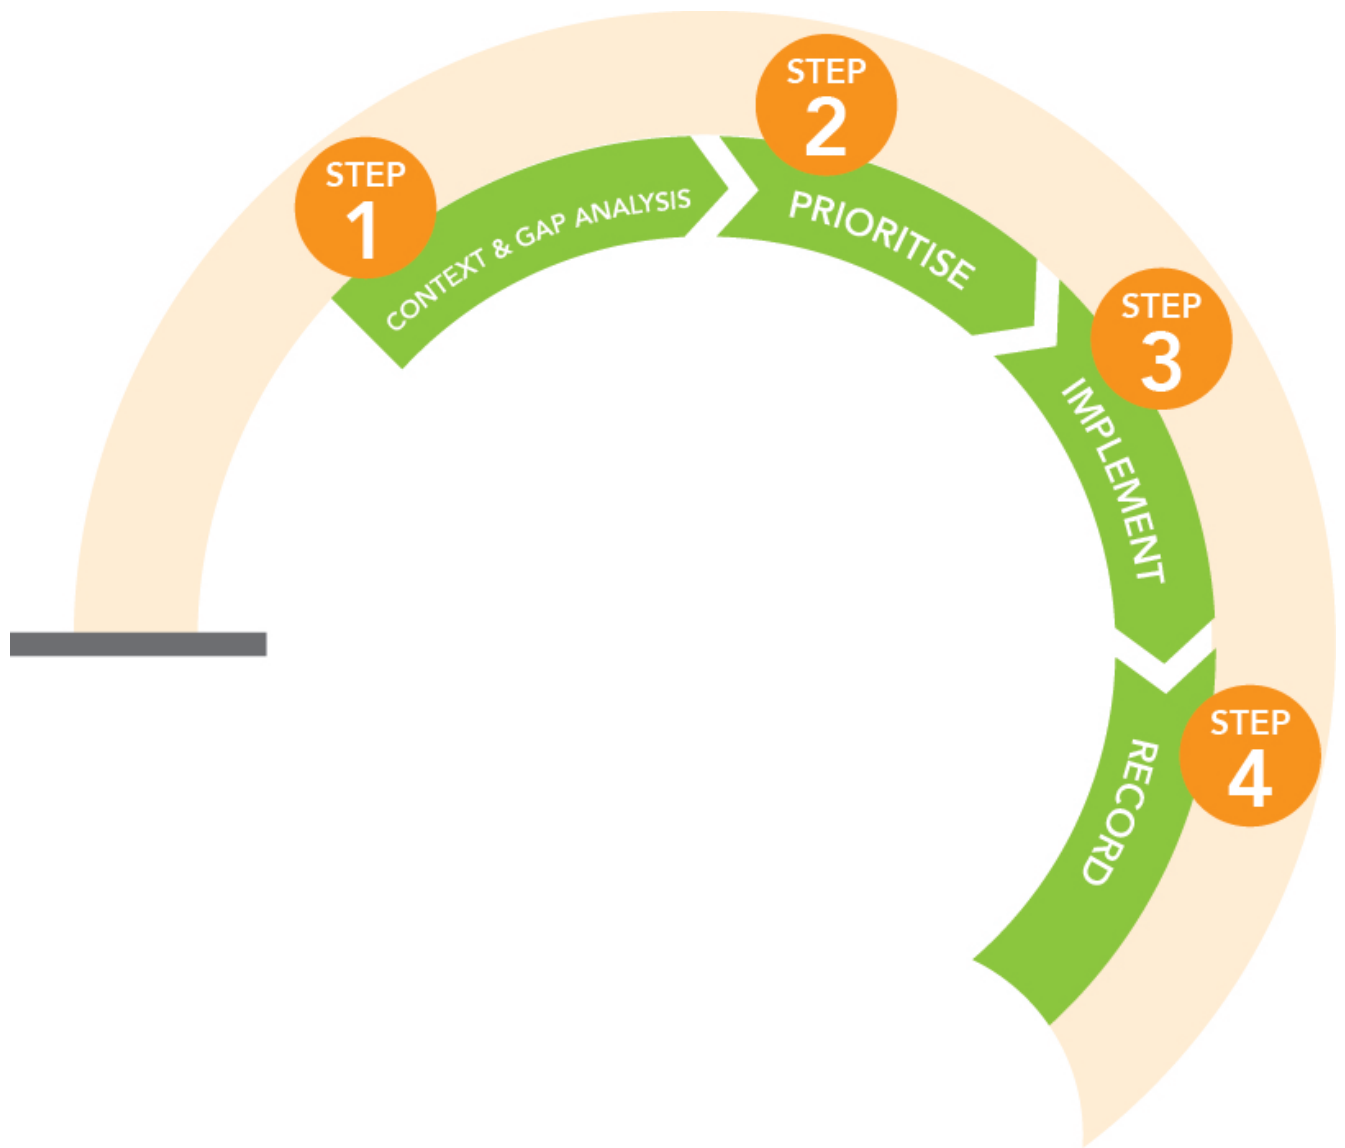 STEP
1
CONTEXT & GAP ANALYSIS
STEP
2
PRIORITISE
STEP
3
IMPLEMENT
STEP
4
RECORD